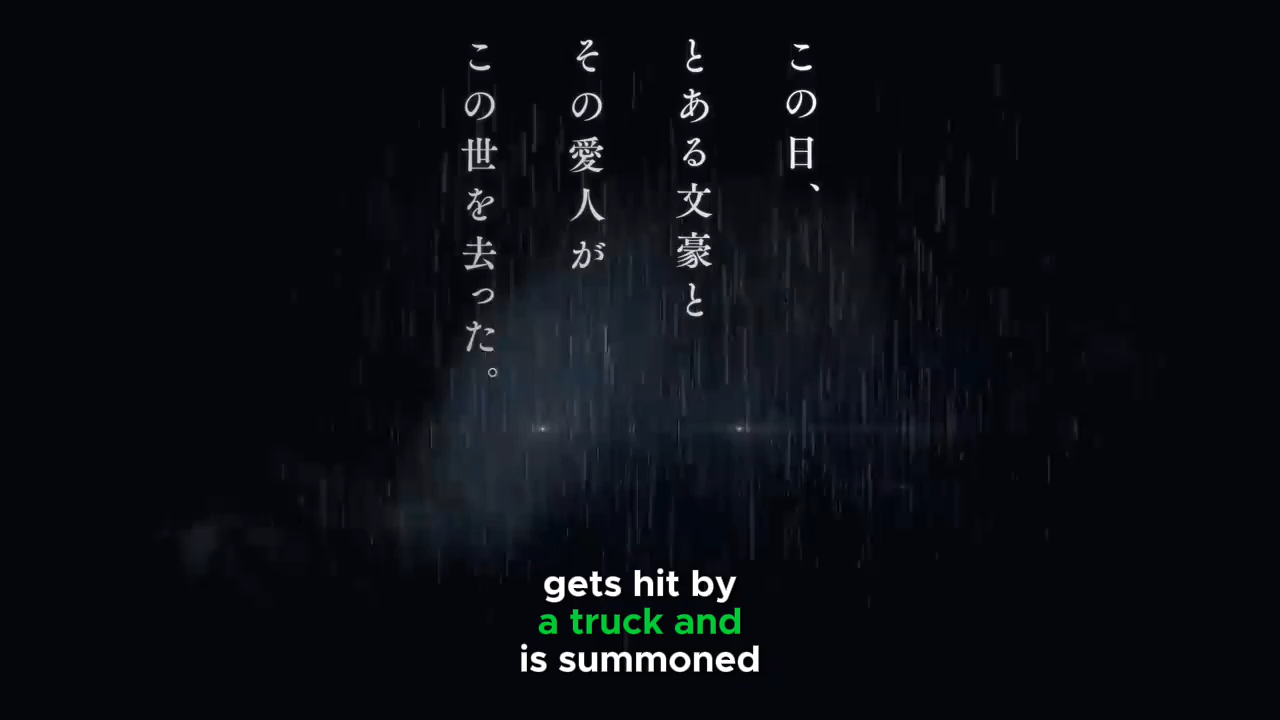 この日、
とある文豪と
その愛人が
この世を去った。
gets hit by
a truck and
is summoned